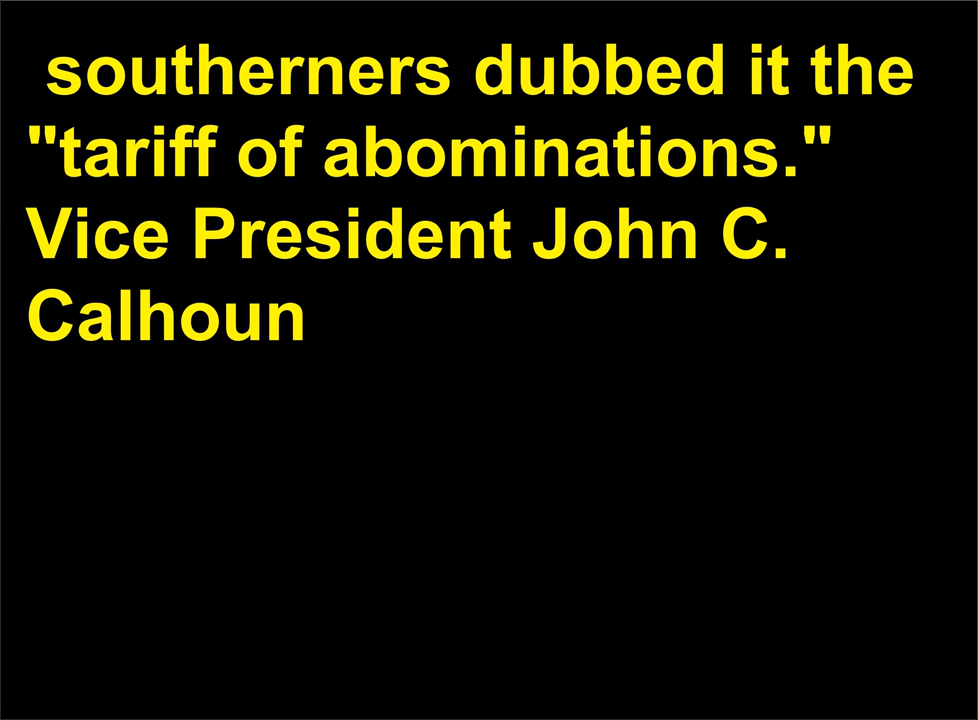 southerners dubbed it the
"tariff of abominations."
Vice President John C.
Calhoun